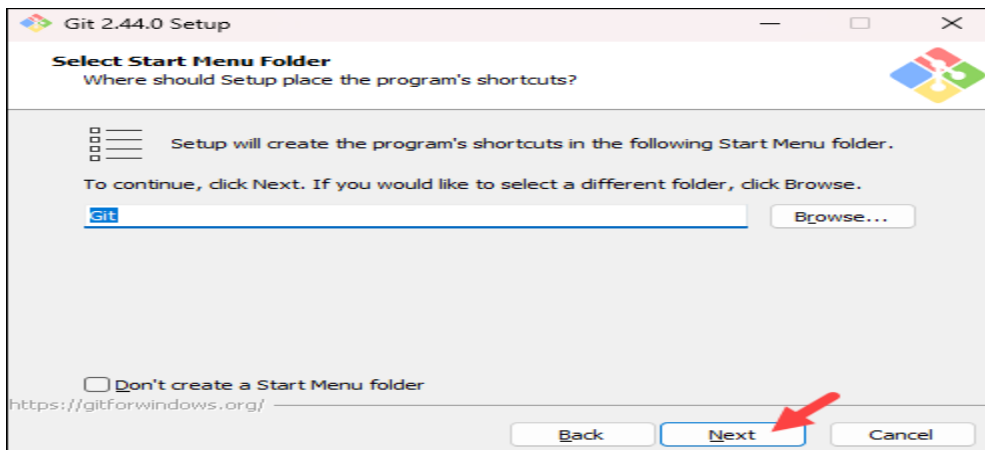 Git 2.44.0 Setup
Select Start Menu Folder
Where should Setup place the program's shortcuts?
Setup will create the program's shortcuts in the following Start Menu folder.
To continue, click Next. If you would like to select a different folder, click Browse.
Git
Browse...
Don't create a Start Menu folder
https://gitforwindows.org/
Back
Next
Cancel